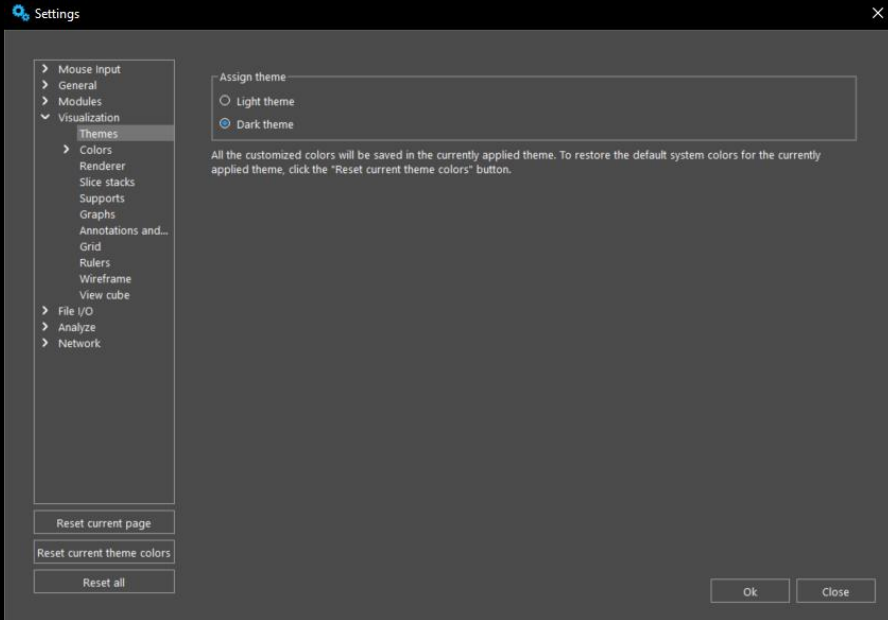 Settings
Mouse Input
General
Modules
Visualization
Themes
Colors
Renderer
Slice stacks
Supports
Graphs
Annotations and...
Grid
Rulers
Wireframe
View cube
File I/O
Analyze
Network
Reset current page
Reset current theme colors
Reset all
Assign theme
Light theme
Dark theme
All the customized colors will be saved in the currently applied theme. To restore the default system colors for the currently
applied theme, click the "Reset current theme colors" button.
Ok
Close